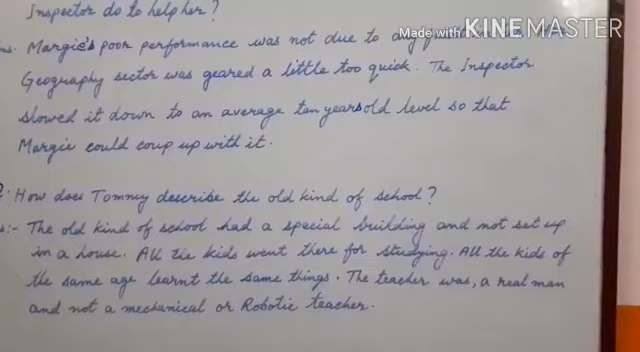 Inspector do to help her?
Made with KINEMASTER
Ans. Margie's poor performance was not due to any
Geography sector was geared a little too quick. The Inspector
slowed it down to an average ten years old level so that
Margie could coup up with it.
How does Tommy describe the old kind of school?
:- The old kind of school had a special building and not set up
in a house. All the kids went there for studying. All the kids of
the same age learnt the same things. The teacher was, a real man
and not a mechanical or Robotic teacher.